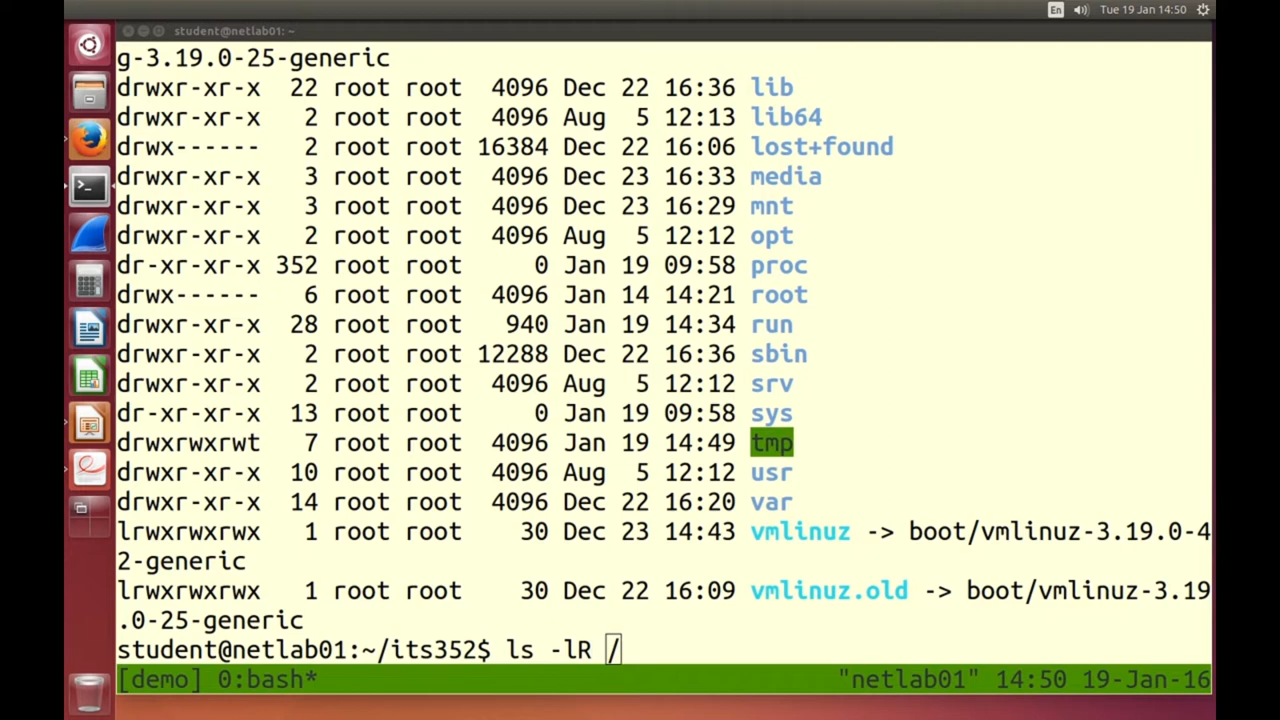 En Tue 19 Jan 14:50
student@netlab01: ~
g-3.19.0-25-generic
drwxr-xr-x  22 root root  4096 Dec 22 16:36 lib
drwxr-xr-x   2 root root  4096 Aug  5 12:13 lib64
drwx------   2 root root 16384 Dec 22 16:06 lost+found
drwxr-xr-x   3 root root  4096 Dec 23 16:33 media
drwxr-xr-x   3 root root  4096 Dec 23 16:29 mnt
drwxr-xr-x   2 root root  4096 Aug  5 12:12 opt
dr-xr-xr-x 352 root root     0 Jan 19 09:58 proc
drwx------   6 root root  4096 Jan 14 14:21 root
drwxr-xr-x  28 root root   940 Jan 19 14:34 run
drwxr-xr-x   2 root root 12288 Dec 22 16:36 sbin
drwxr-xr-x   2 root root  4096 Aug  5 12:12 srv
dr-xr-xr-x  13 root root     0 Jan 19 09:58 sys
drwxrwxrwt   7 root root  4096 Jan 19 14:49 tmp
drwxr-xr-x  10 root root  4096 Aug  5 12:12 usr
drwxr-xr-x  14 root root  4096 Dec 22 16:20 var
lrwxrwxrwx   1 root root    30 Dec 23 14:43 vmlinuz -> boot/vmlinuz-3.19.0-4
2-generic
lrwxrwxrwx   1 root root    30 Dec 22 16:09 vmlinuz.old -> boot/vmlinuz-3.19
.0-25-generic
student@netlab01:~/its352$ ls -lR /
[demo] 0:bash* "netlab01" 14:50 19-Jan-16